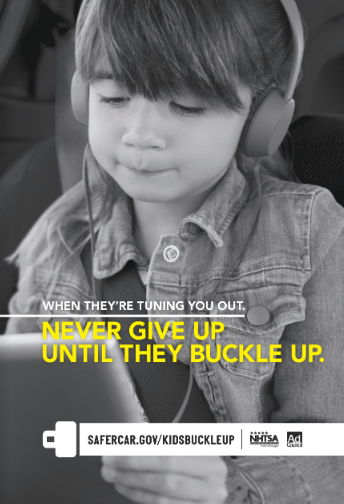 WHEN THEY'RE TUNING YOU OUT.
NEVER GIVE UP
UNTIL THEY BUCKLE UP.
SAFERCAR.GOV/KIDSBUCKLEUP
NHTSA
Ad
Council